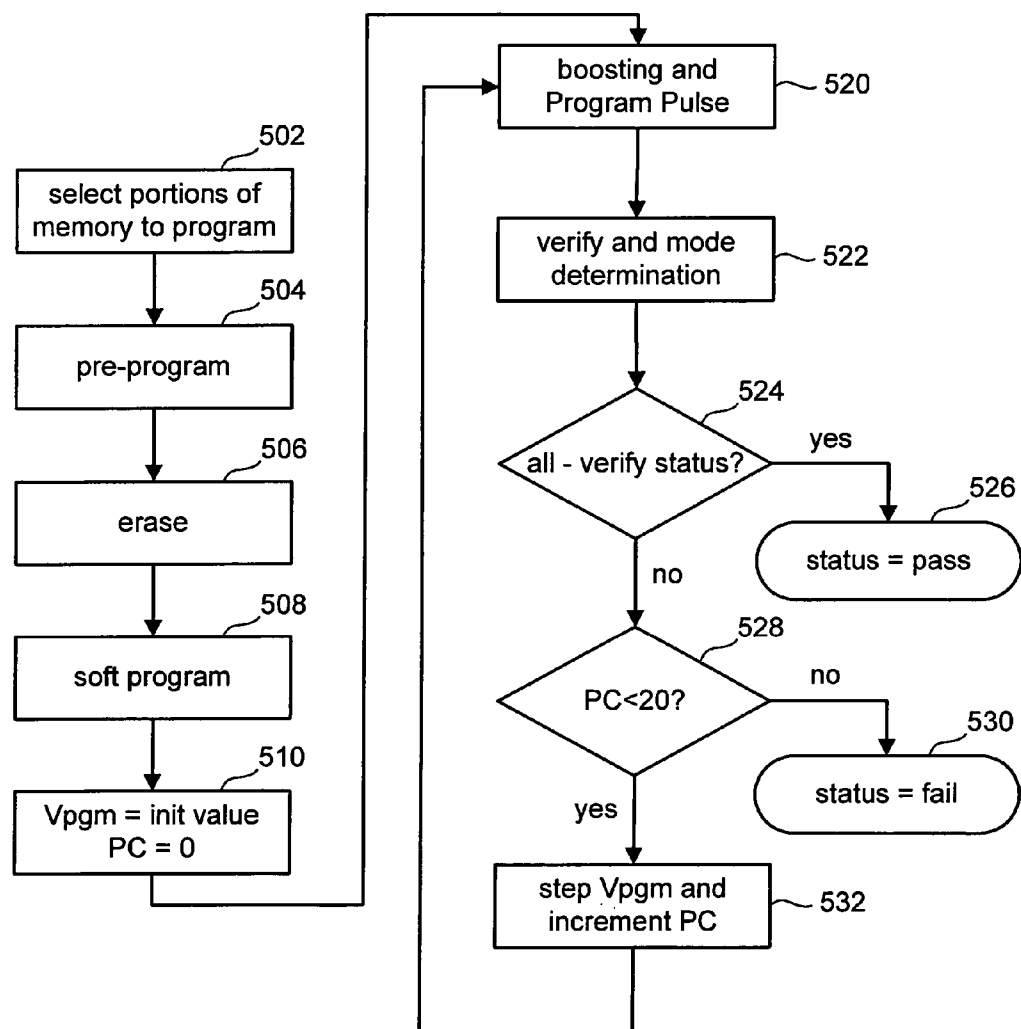 502
select portions of
memory to program
504
pre-program
506
erase
508
soft program
510
Vpgm = init value
PC = 0
boosting and
Program Pulse
520
verify and mode
determination
522
524
all - verify status?
yes
526
status = pass
no
528
PC<20?
no
530
status = fail
yes
step Vpgm and
increment PC
532